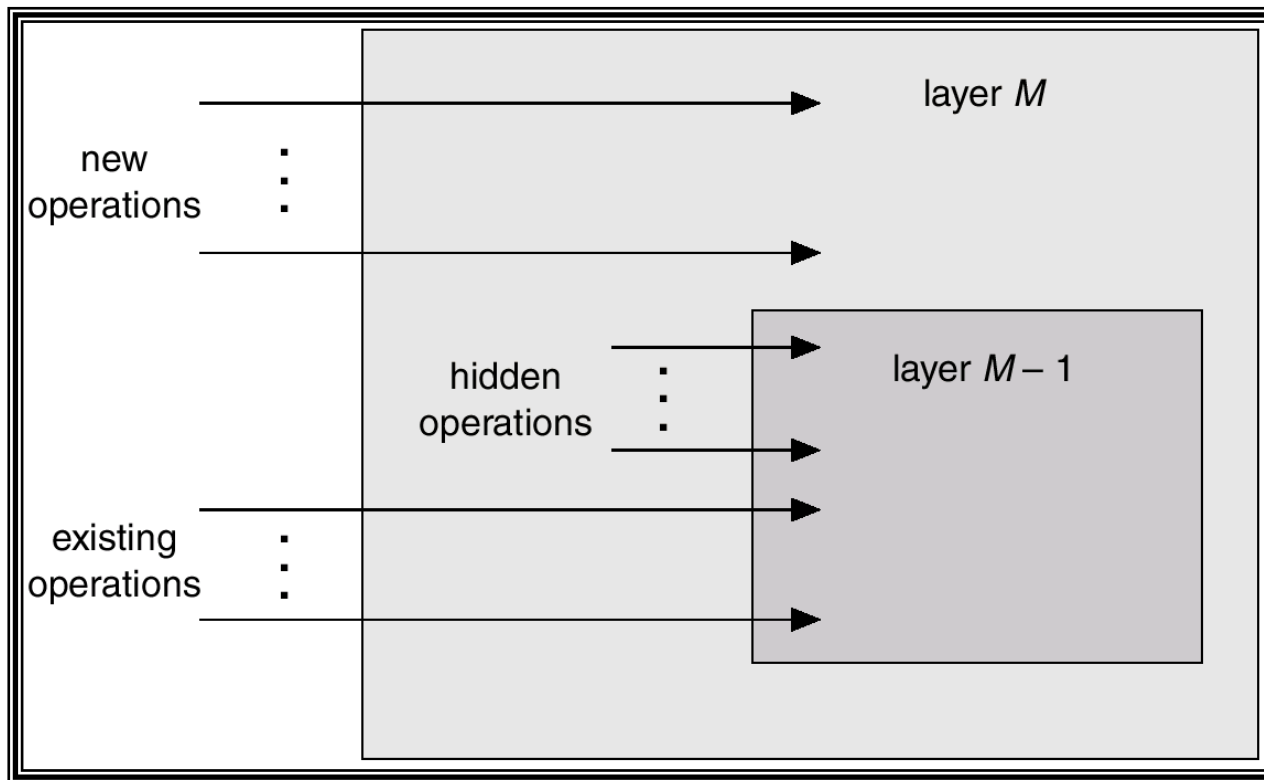 layer M
new
operations
hidden
operations
layer M – 1
existing
operations